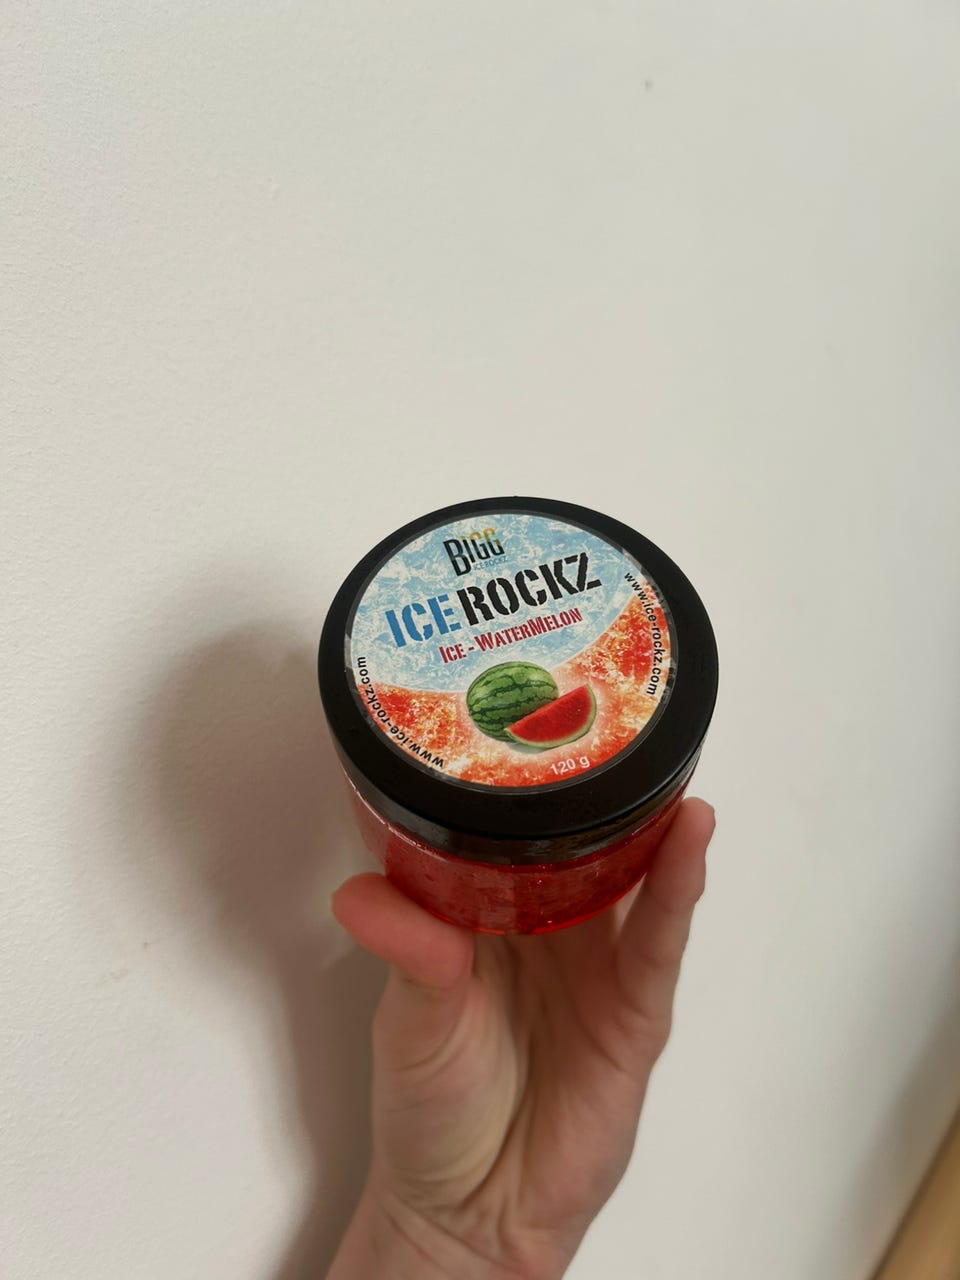 BIGG
ICE-ROCKZ
ICE ROCKZ
ICE - WATERMELON
www.ice-rockz.com
www.ice-rockz.com
120 g